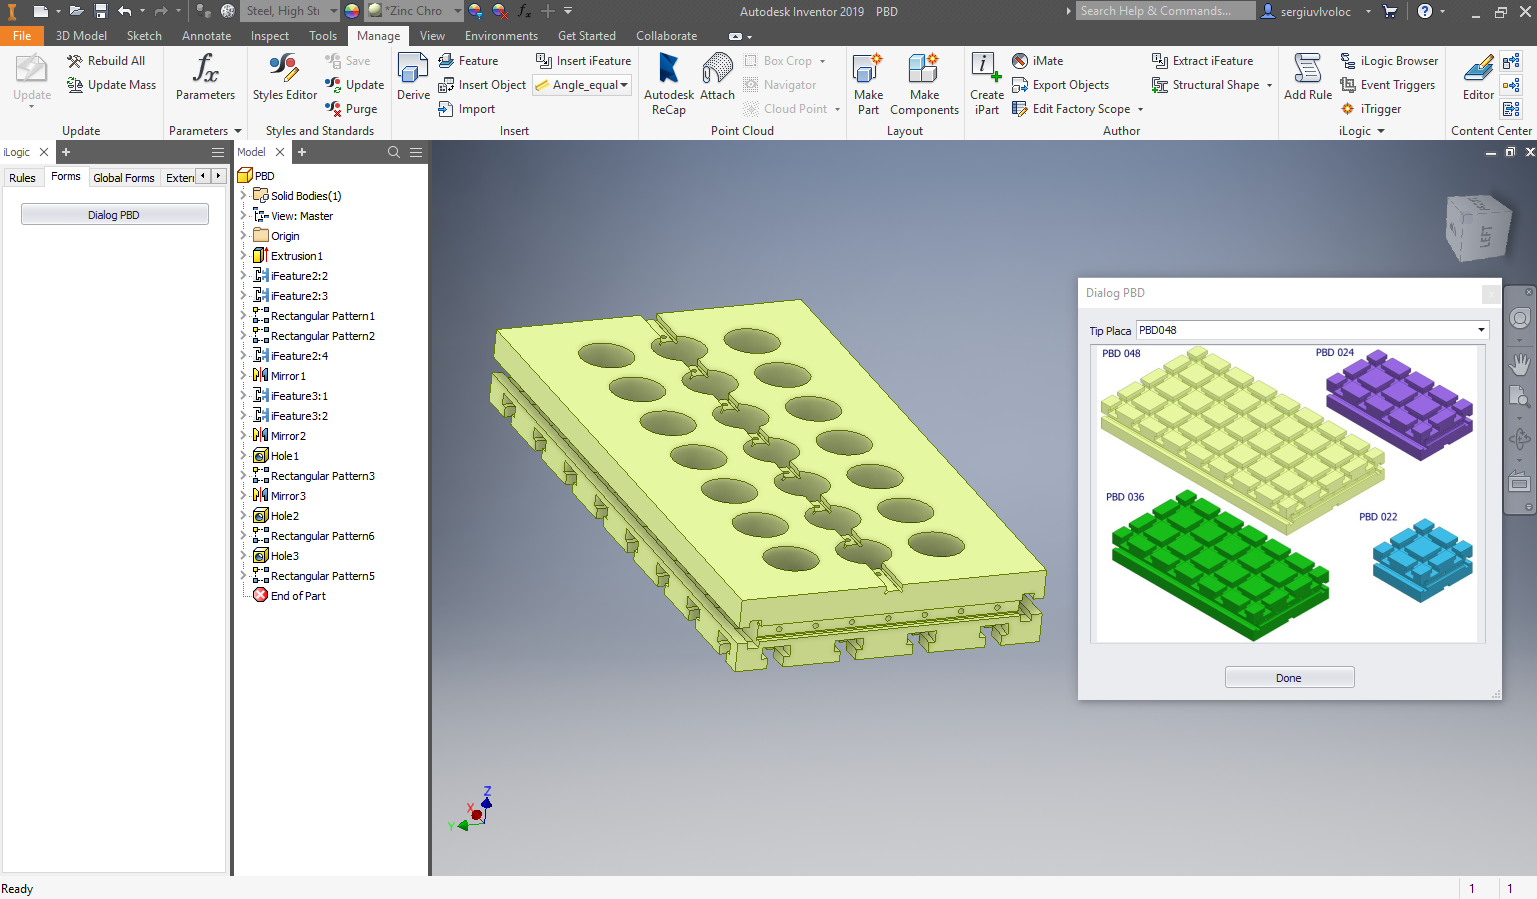 Steel, High Str
*Zinc Chro
Autodesk Inventor 2019 PBD
Search Help & Commands...
sergiuvlvoloc
File 3D Model Sketch Annotate Inspect Tools Manage View Environments Get Started Collaborate
Update
Rebuild All
Update Mass
Update
fx
Parameters
Parameters
Styles Editor
Save
Update
Purge
Styles and Standards
Derive
Feature
Insert Object
Import
Insert iFeature
Angle_equal
Insert
Autodesk
ReCap
Attach
Box Crop
Navigator
Cloud Point
Point Cloud
Make
Part
Make
Components
Layout
Create
iPart
iMate
Export Objects
Edit Factory Scope
Extract iFeature
Structural Shape
Author
Add Rule
iLogic Browser
Event Triggers
iTrigger
iLogic
Editor
Content Center
iLogic
Rules Forms Global Forms Extern
Dialog PBD
Model
PBD
Solid Bodies(1)
View: Master
Origin
Extrusion1
iFeature2:2
iFeature2:3
Rectangular Pattern1
Rectangular Pattern2
iFeature2:4
Mirror1
iFeature3:1
iFeature3:2
Mirror2
Hole1
Rectangular Pattern3
Mirror3
Hole2
Rectangular Pattern6
Hole3
Rectangular Pattern5
End of Part
LEFT
Dialog PBD
Tip Placa PBD048
PBD 048
PBD 024
PBD 036
PBD 022
Done
Z
X
Y
Ready
1 1